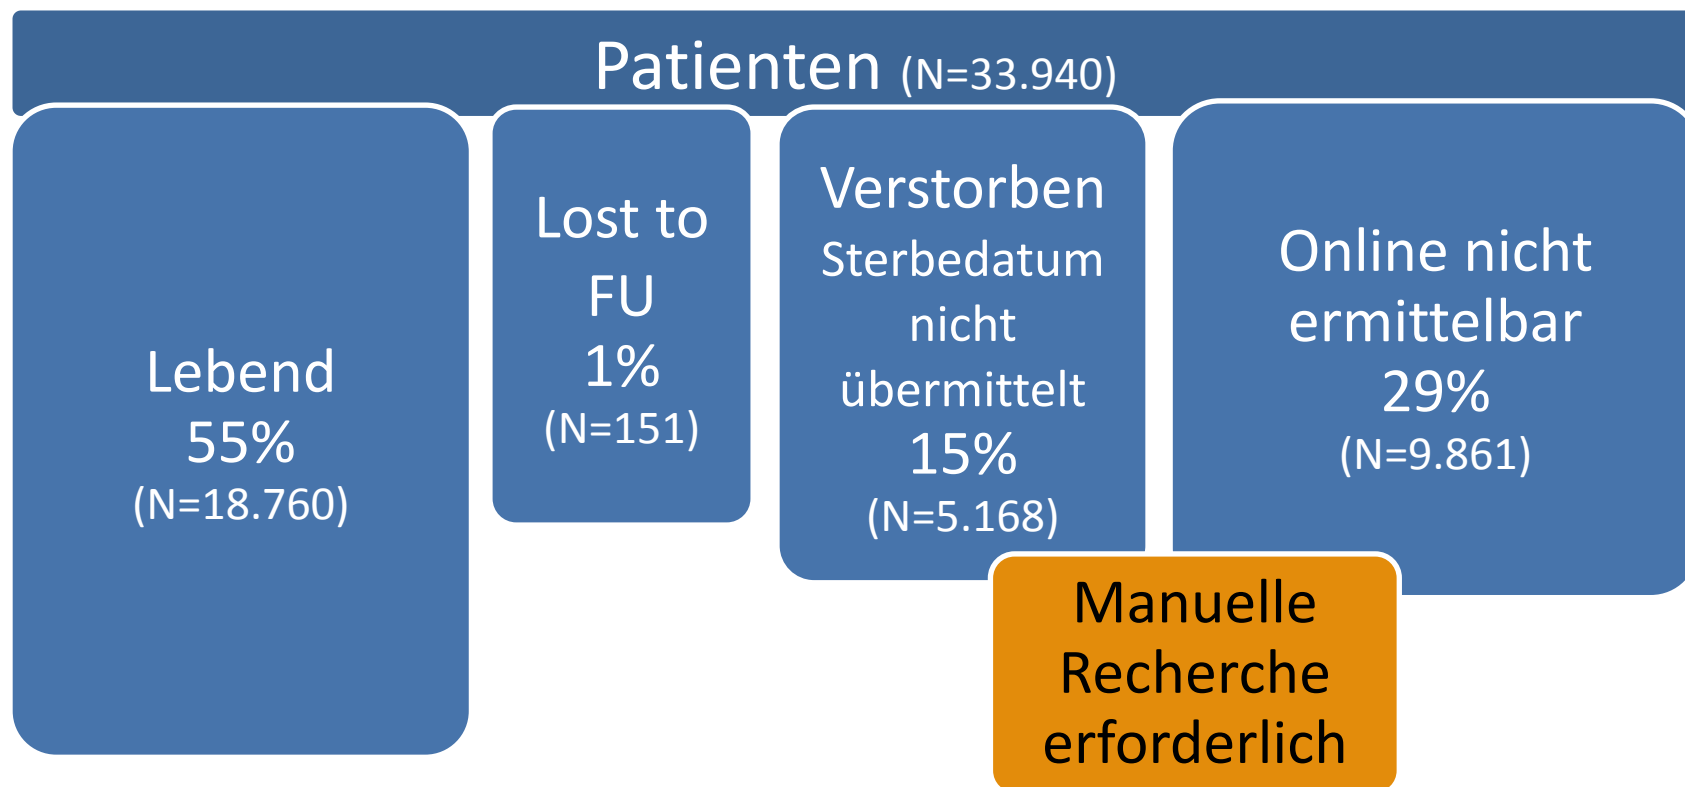 Patienten (N=33.940)
Lebend
55%
(N=18.760)
Lost to
FU
1%
(N=151)
Verstorben
Sterbedatum
nicht
übermittelt
15%
(N=5.168)
Online nicht
ermittelbar
29%
(N=9.861)
Manuelle
Recherche
erforderlich